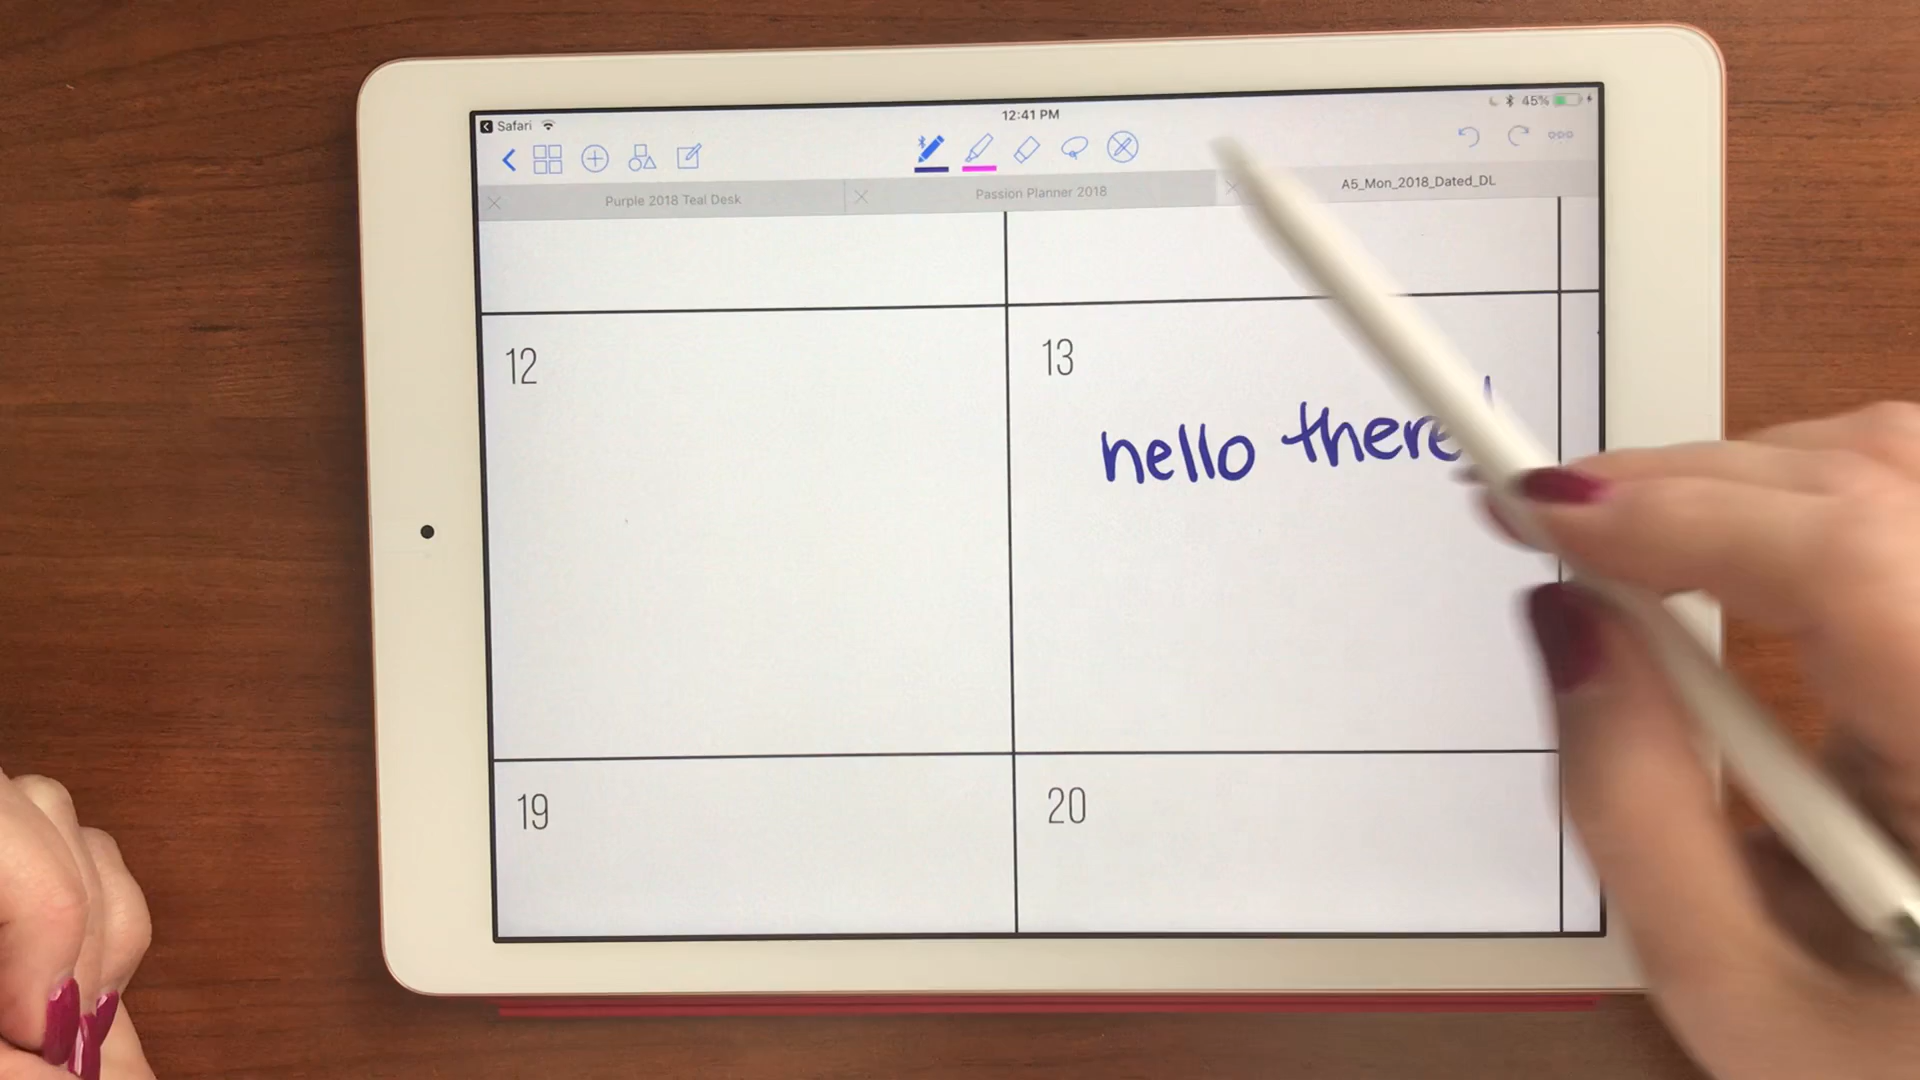 Safari 12:41 PM 45%
Purple 2018 Teal Desk Passion Planner 2018 A5_Mon_2018_Dated_DL
12 13
hello there
19 20